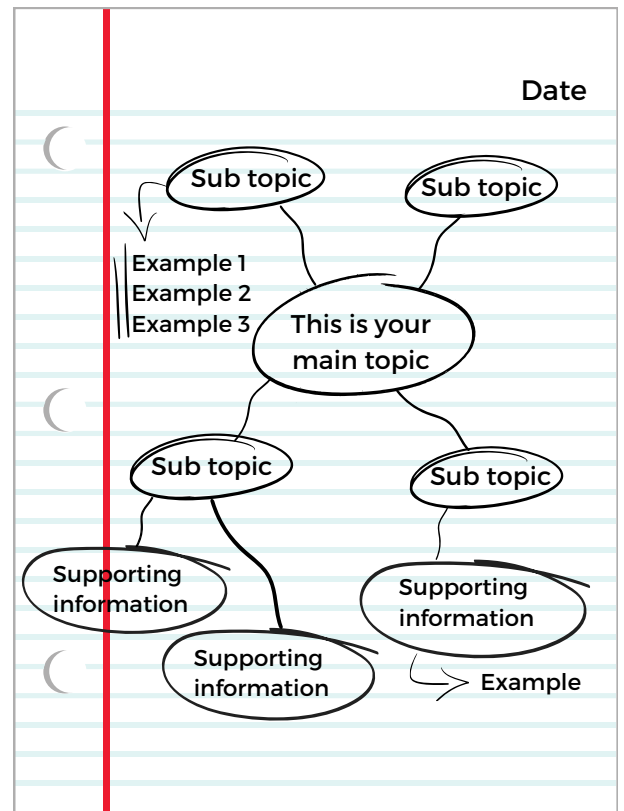 Date
Sub topic
Sub topic
Example 1
Example 2
Example 3
This is your
main topic
Sub topic
Sub topic
Supporting
information
Supporting
information
Supporting
information
Example